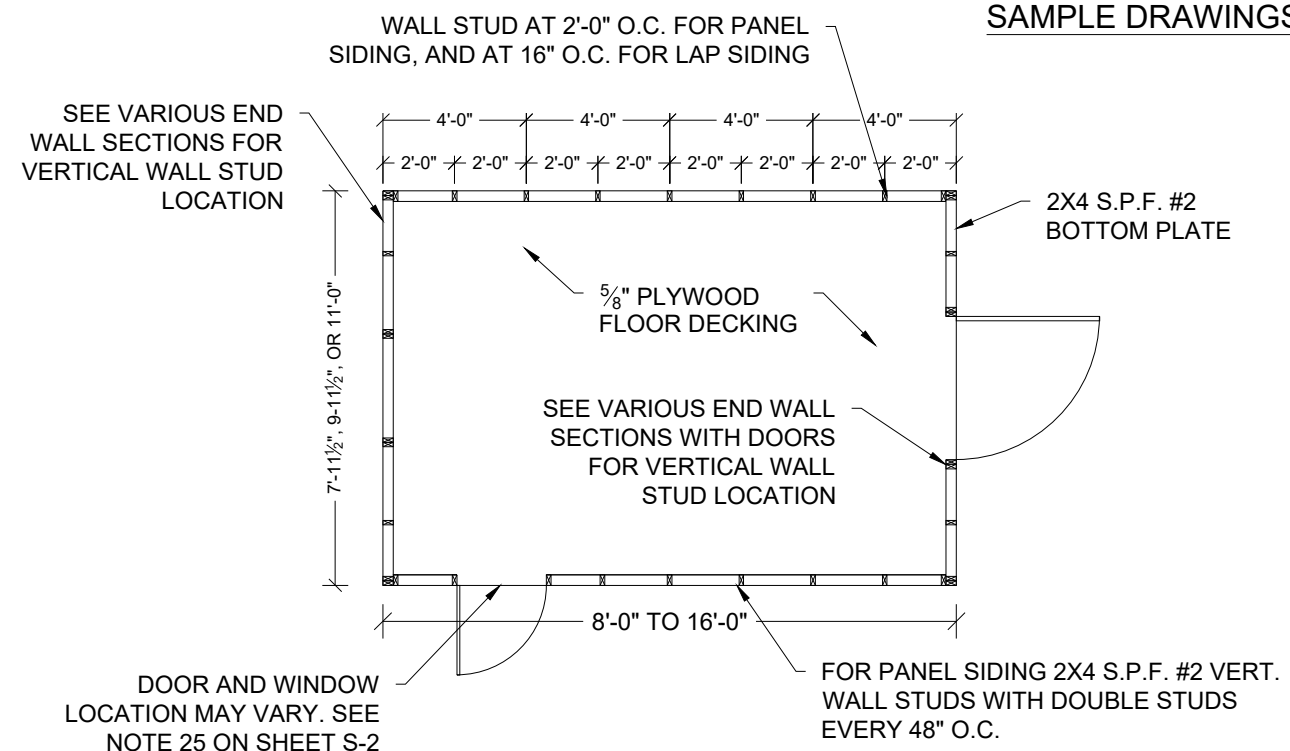 SAMPLE DRAWINGS
WALL STUD AT 2'-0" O.C. FOR PANEL
SIDING, AND AT 16" O.C. FOR LAP SIDING
SEE VARIOUS END
WALL SECTIONS FOR
VERTICAL WALL STUD
LOCATION
4'-0" 4'-0" 4'-0" 4'-0"
2'-0" 2'-0" 2'-0" 2'-0" 2'-0" 2'-0" 2'-0" 2'-0"
2X4 S.P.F. #2
BOTTOM PLATE
5/8" PLYWOOD
FLOOR DECKING
7'-11½", 9-11½", OR 11'-0"
SEE VARIOUS END WALL
SECTIONS WITH DOORS
FOR VERTICAL WALL
STUD LOCATION
8'-0" TO 16'-0"
DOOR AND WINDOW
LOCATION MAY VARY. SEE
NOTE 25 ON SHEET S-2
FOR PANEL SIDING 2X4 S.P.F. #2 VERT.
WALL STUDS WITH DOUBLE STUDS
EVERY 48" O.C.